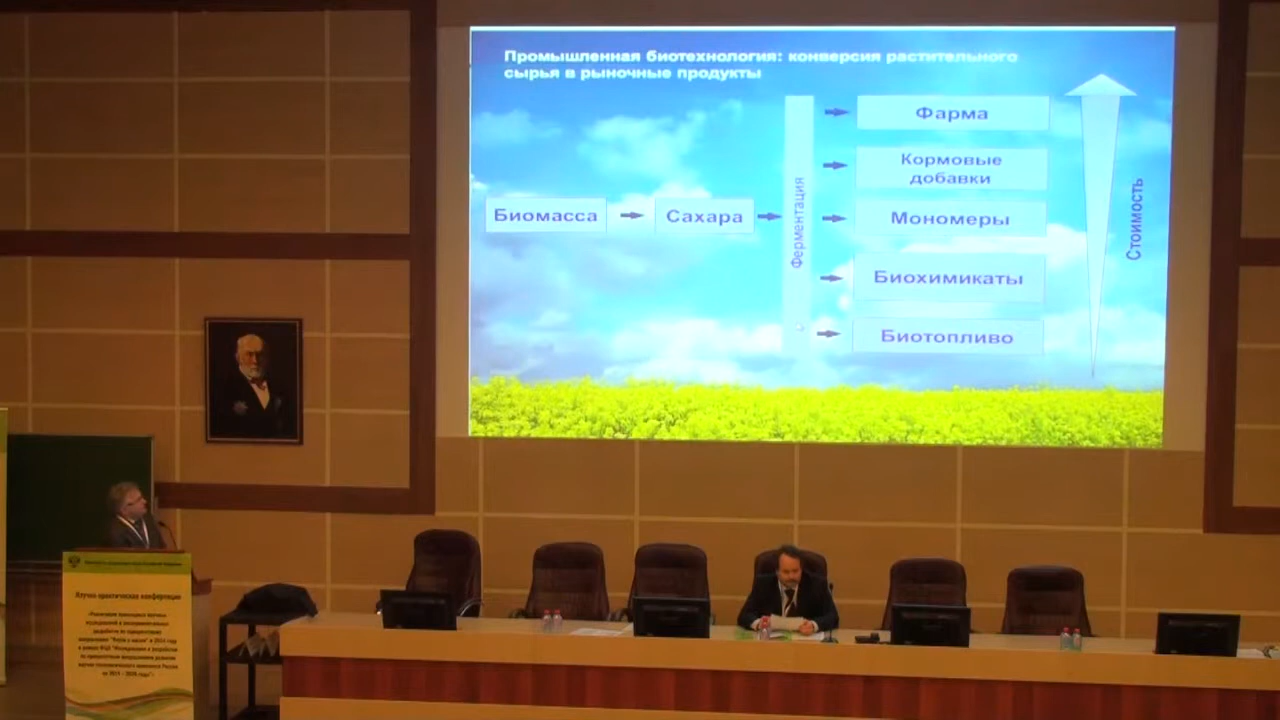 Промышленная биотехнология: конверсия растительного
сырья в рыночные продукты
Биомасса
Сахара
Ферментация
Фарма
Кормовые
добавки
Мономеры
Биохимикаты
Биотопливо
Стоимость
Научно-практическая конференция